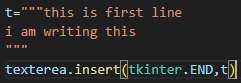 t="""this is first line
i am writing this
"""
texterea.insert(tkinter.END,t)